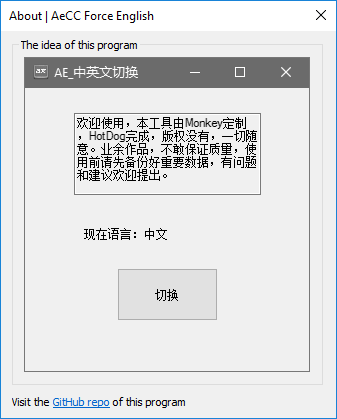 About | AeCC Force English
The idea of this program
AE_中英文切换
欢迎使用，本工具由Monkey定制
，HotDog完成，版权没有，一切随
意。业余作品，不敢保证质量，使
用前请先备份好重要数据，有问题
和建议欢迎提出。
现在语言：中文
切换
Visit the GitHub repo of this program